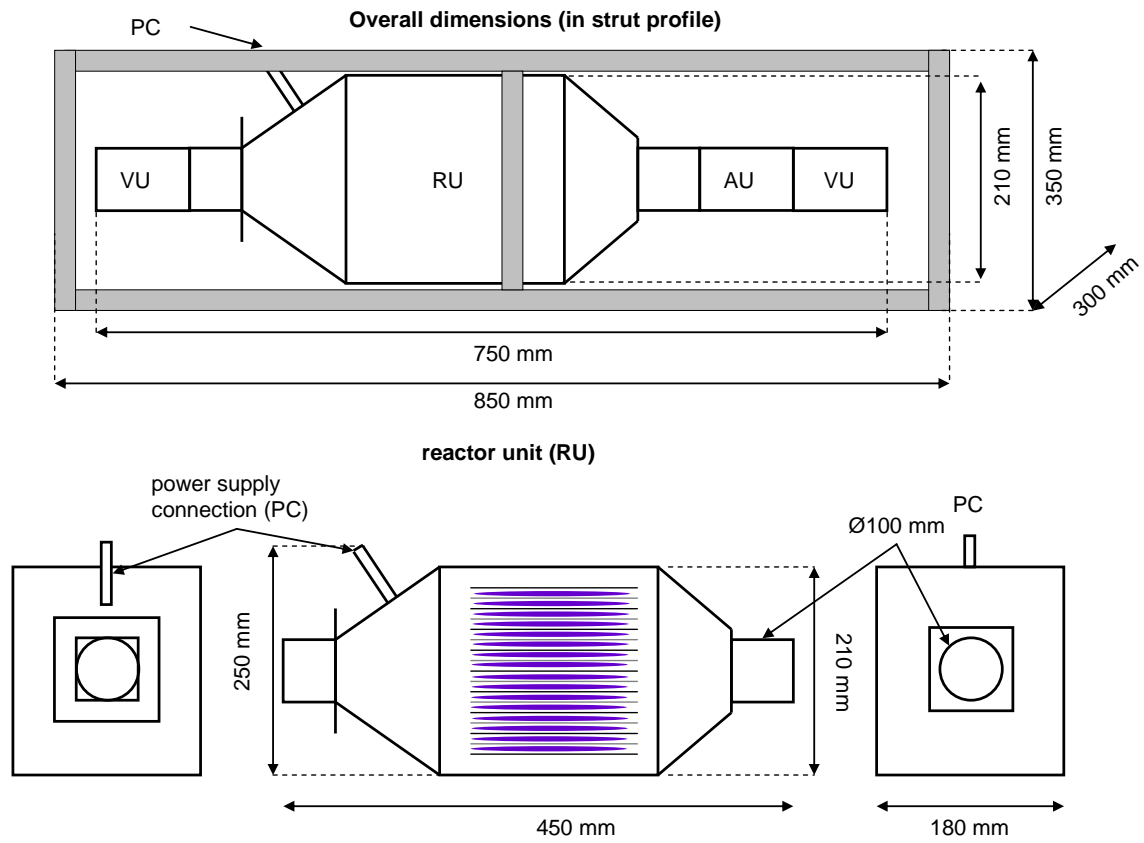 Overall dimensions (in strut profile)
PC
VU
RU
AU
VU
210 mm
350 mm
300 mm
750 mm
850 mm
reactor unit (RU)
power supply
connection (PC)
PC
Ø100 mm
250 mm
210 mm
450 mm
180 mm